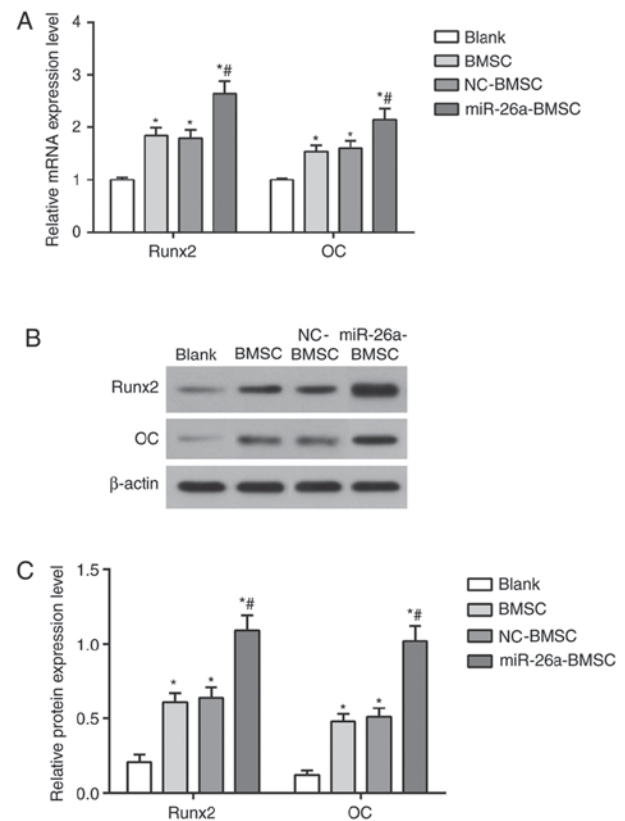 A
Relative mRNA expression level
4
3
2
1
0
* * *#
* * *#
Runx2 OC
Blank
BMSC
NC-BMSC
miR-26a-BMSC
B
Blank BMSC NC-BMSC miR-26a-BMSC
Runx2
OC
β-actin
C
Relative protein expression level
1.5
1.0
0.5
0.0
* * *#
* * *#
Runx2 OC
Blank
BMSC
NC-BMSC
miR-26a-BMSC